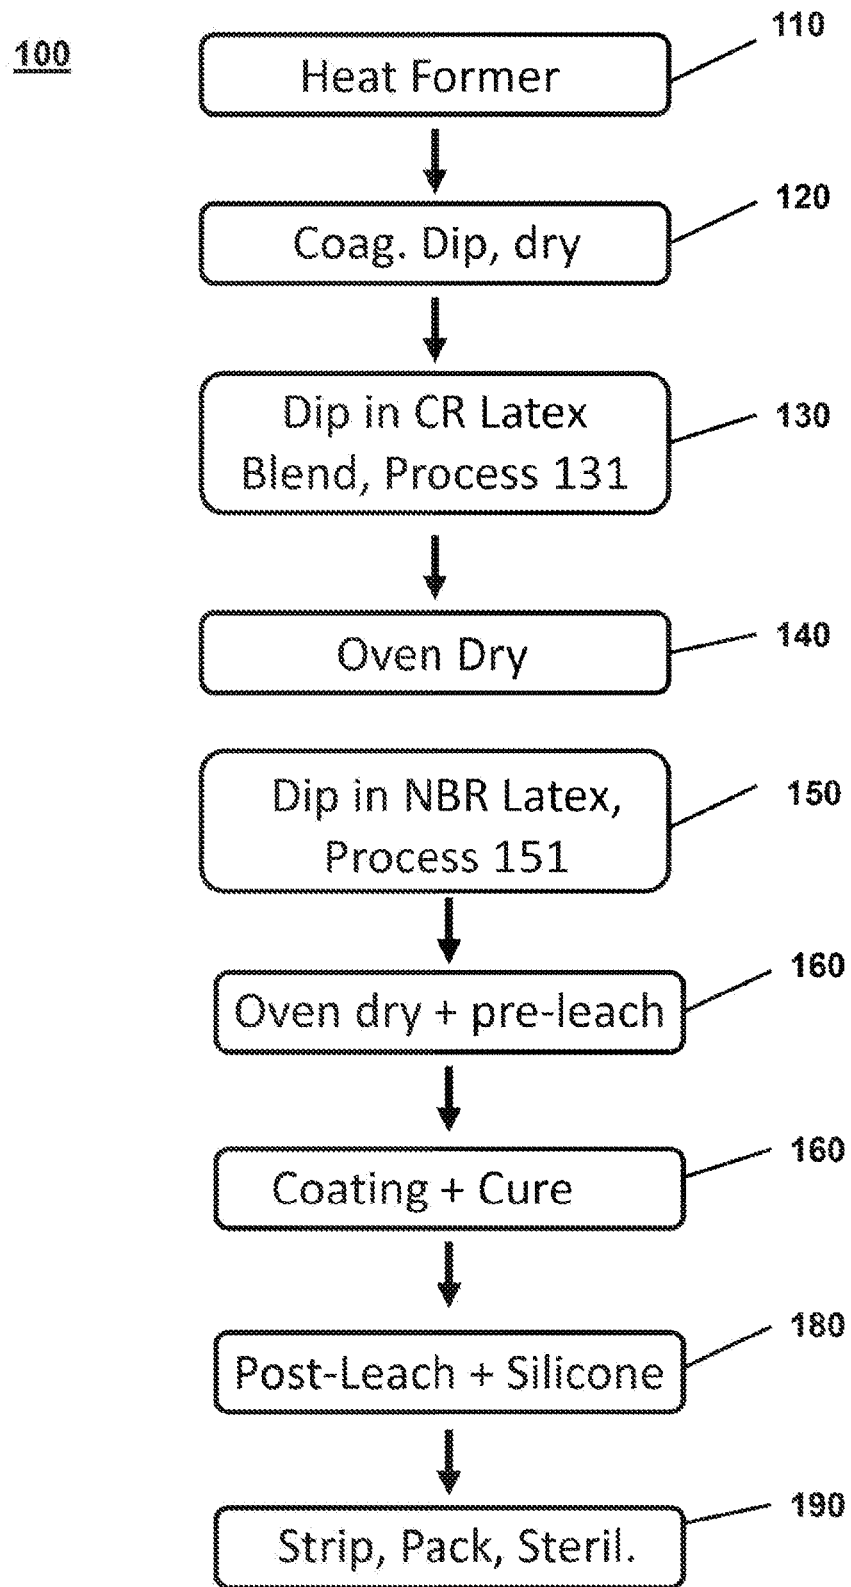 100
110
Heat Former
120
Coag. Dip, dry
130
Dip in CR Latex
Blend, Process 131
140
Oven Dry
150
Dip in NBR Latex,
Process 151
160
Oven dry + pre-leach
160
Coating + Cure
180
Post-Leach + Silicone
190
Strip, Pack, Steril.